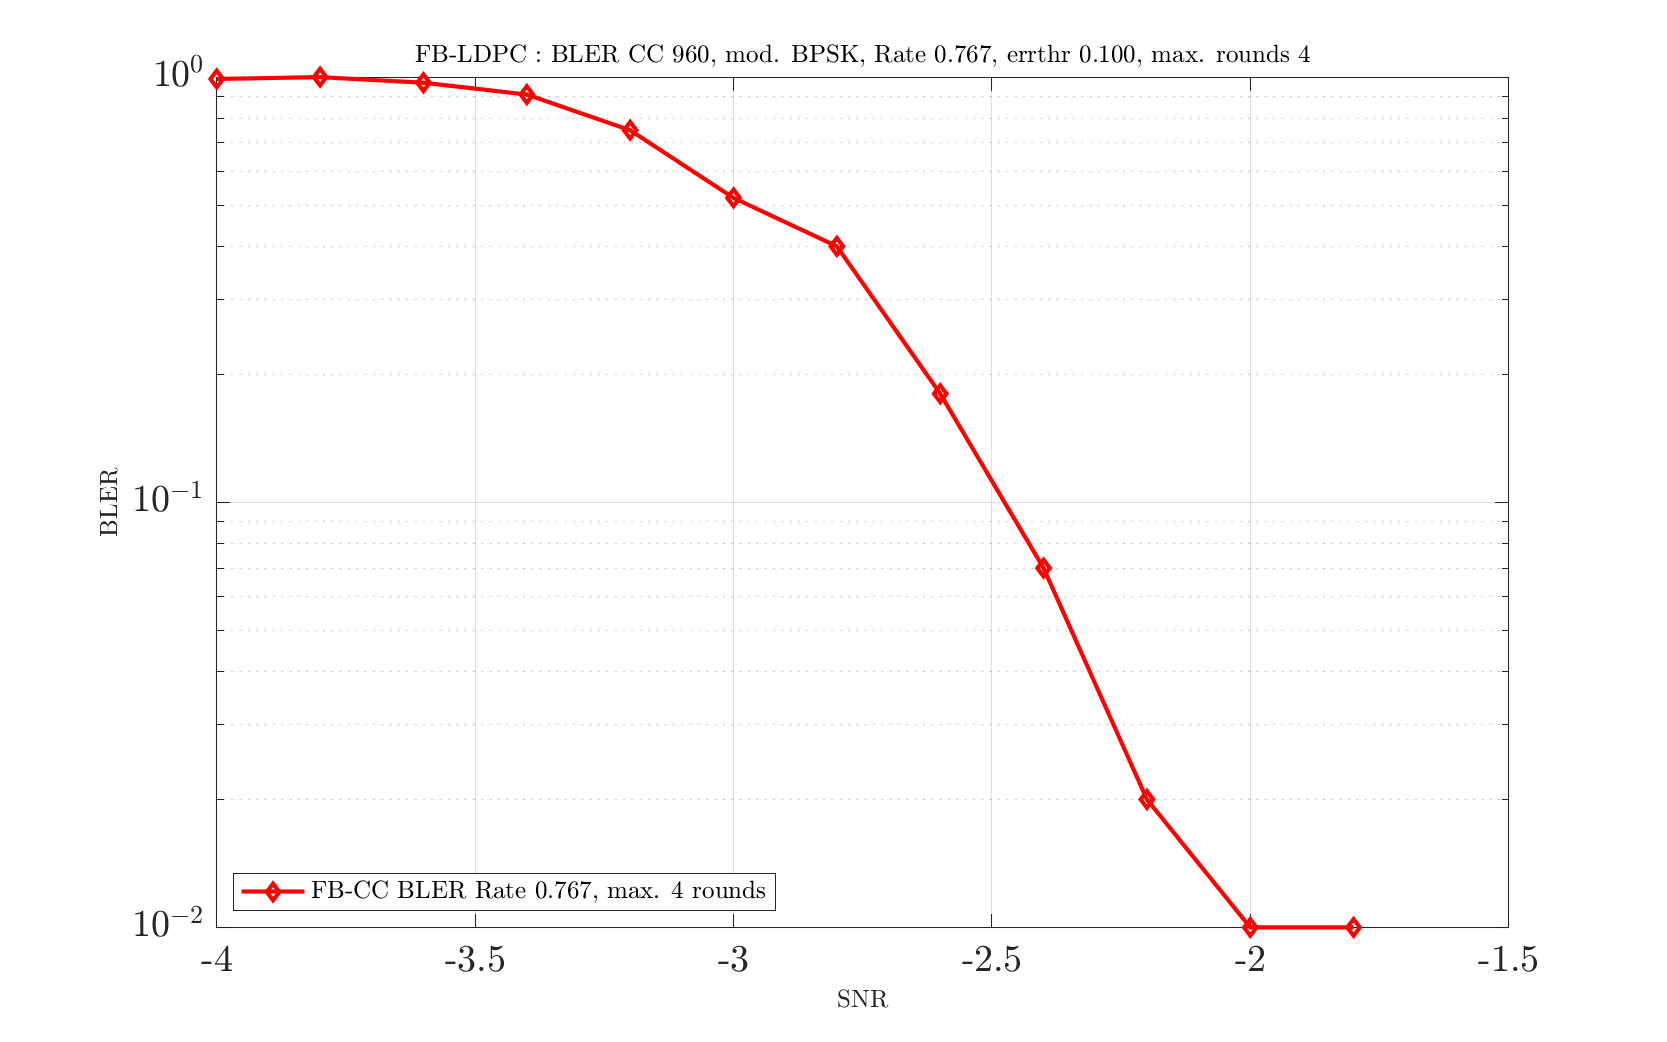 FB-LDPC : BLER CC 960, mod. BPSK, Rate 0.767, errthr 0.100, max. rounds 4
10⁰
10⁻¹
10⁻²
BLER
FB-CC BLER Rate 0.767, max. 4 rounds
-4 -3.5 -3 -2.5 -2 -1.5
SNR